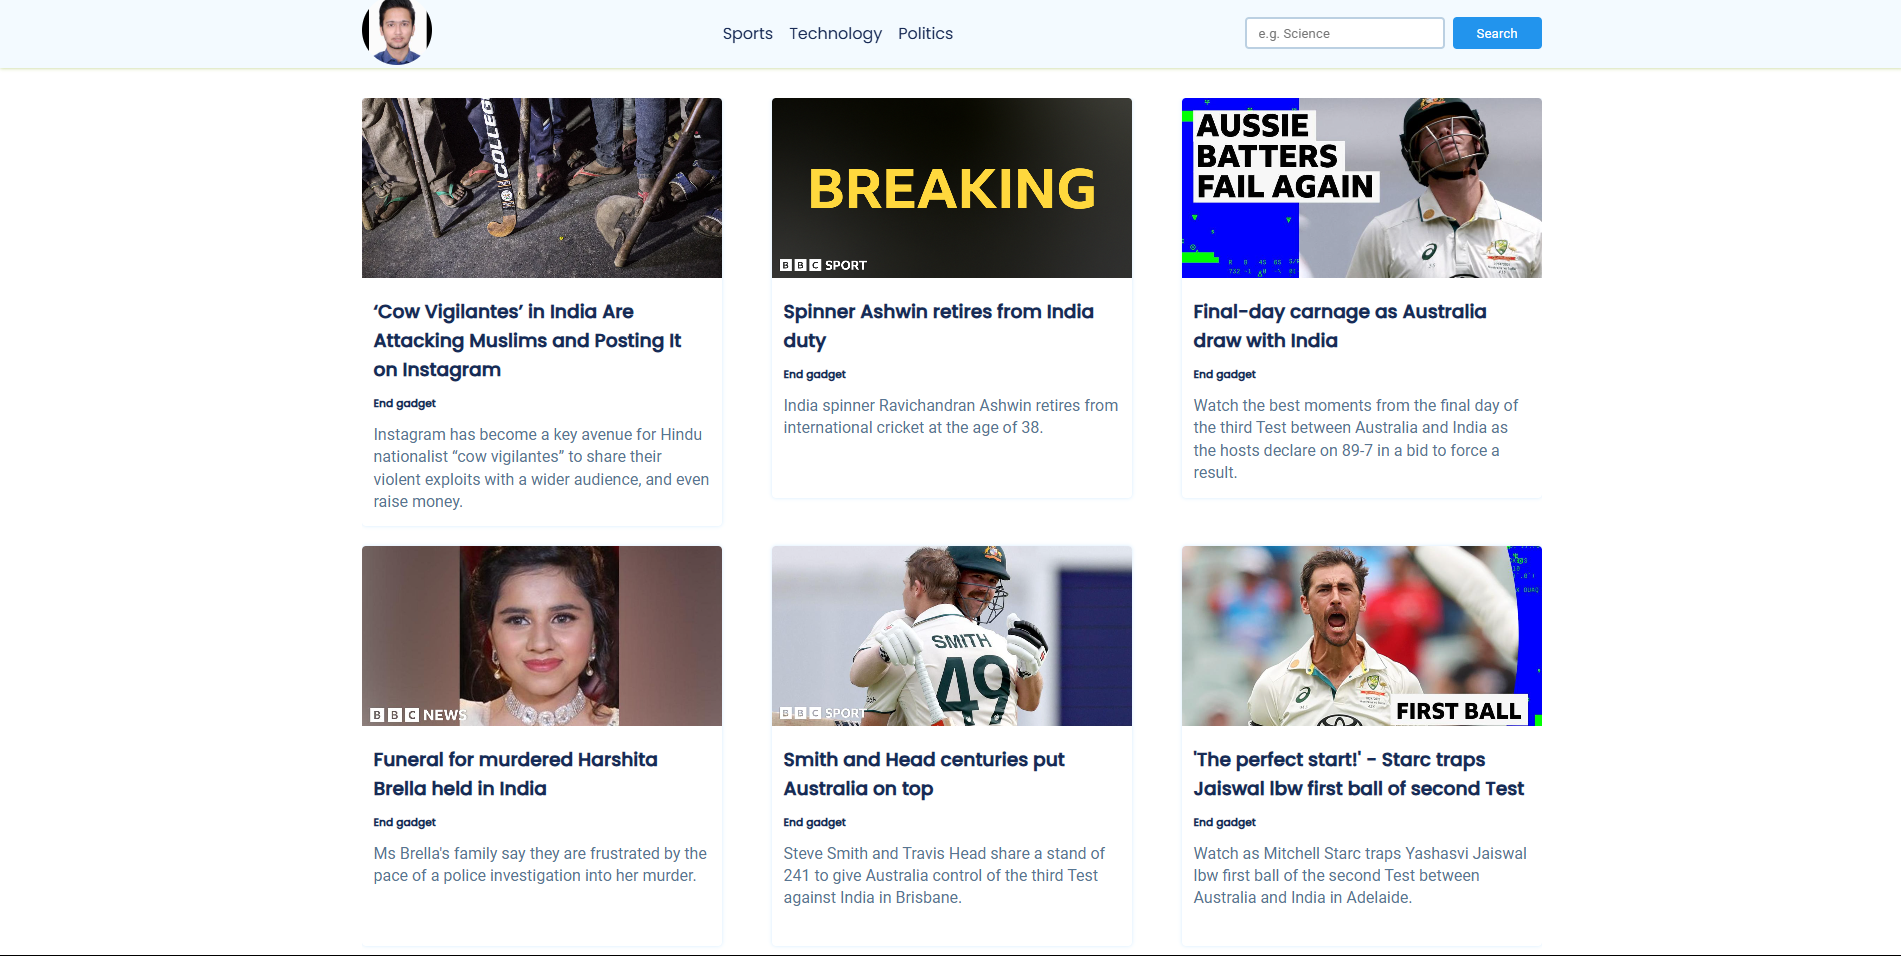 Sports Technology Politics
e.g. Science
Search
COLLEG
BREAKING
BBC SPORT
AUSSIE
BATTERS
FAIL AGAIN
‘Cow Vigilantes’ in India Are
Attacking Muslims and Posting It
on Instagram
End gadget
Instagram has become a key avenue for Hindu
nationalist “cow vigilantes” to share their
violent exploits with a wider audience, and even
raise money.
Spinner Ashwin retires from India
duty
End gadget
India spinner Ravichandran Ashwin retires from
international cricket at the age of 38.
Final-day carnage as Australia
draw with India
End gadget
Watch the best moments from the final day of
the third Test between Australia and India as
the hosts declare on 89-7 in a bid to force a
result.
BBC NEWS
SMITH
49
BBC SPORT
FIRST BALL
Funeral for murdered Harshita
Brella held in India
End gadget
Ms Brella's family say they are frustrated by the
pace of a police investigation into her murder.
Smith and Head centuries put
Australia on top
End gadget
Steve Smith and Travis Head share a stand of
241 to give Australia control of the third Test
against India in Brisbane.
'The perfect start!' - Starc traps
Jaiswal lbw first ball of second Test
End gadget
Watch as Mitchell Starc traps Yashasvi Jaiswal
lbw first ball of the second Test between
Australia and India in Adelaide.